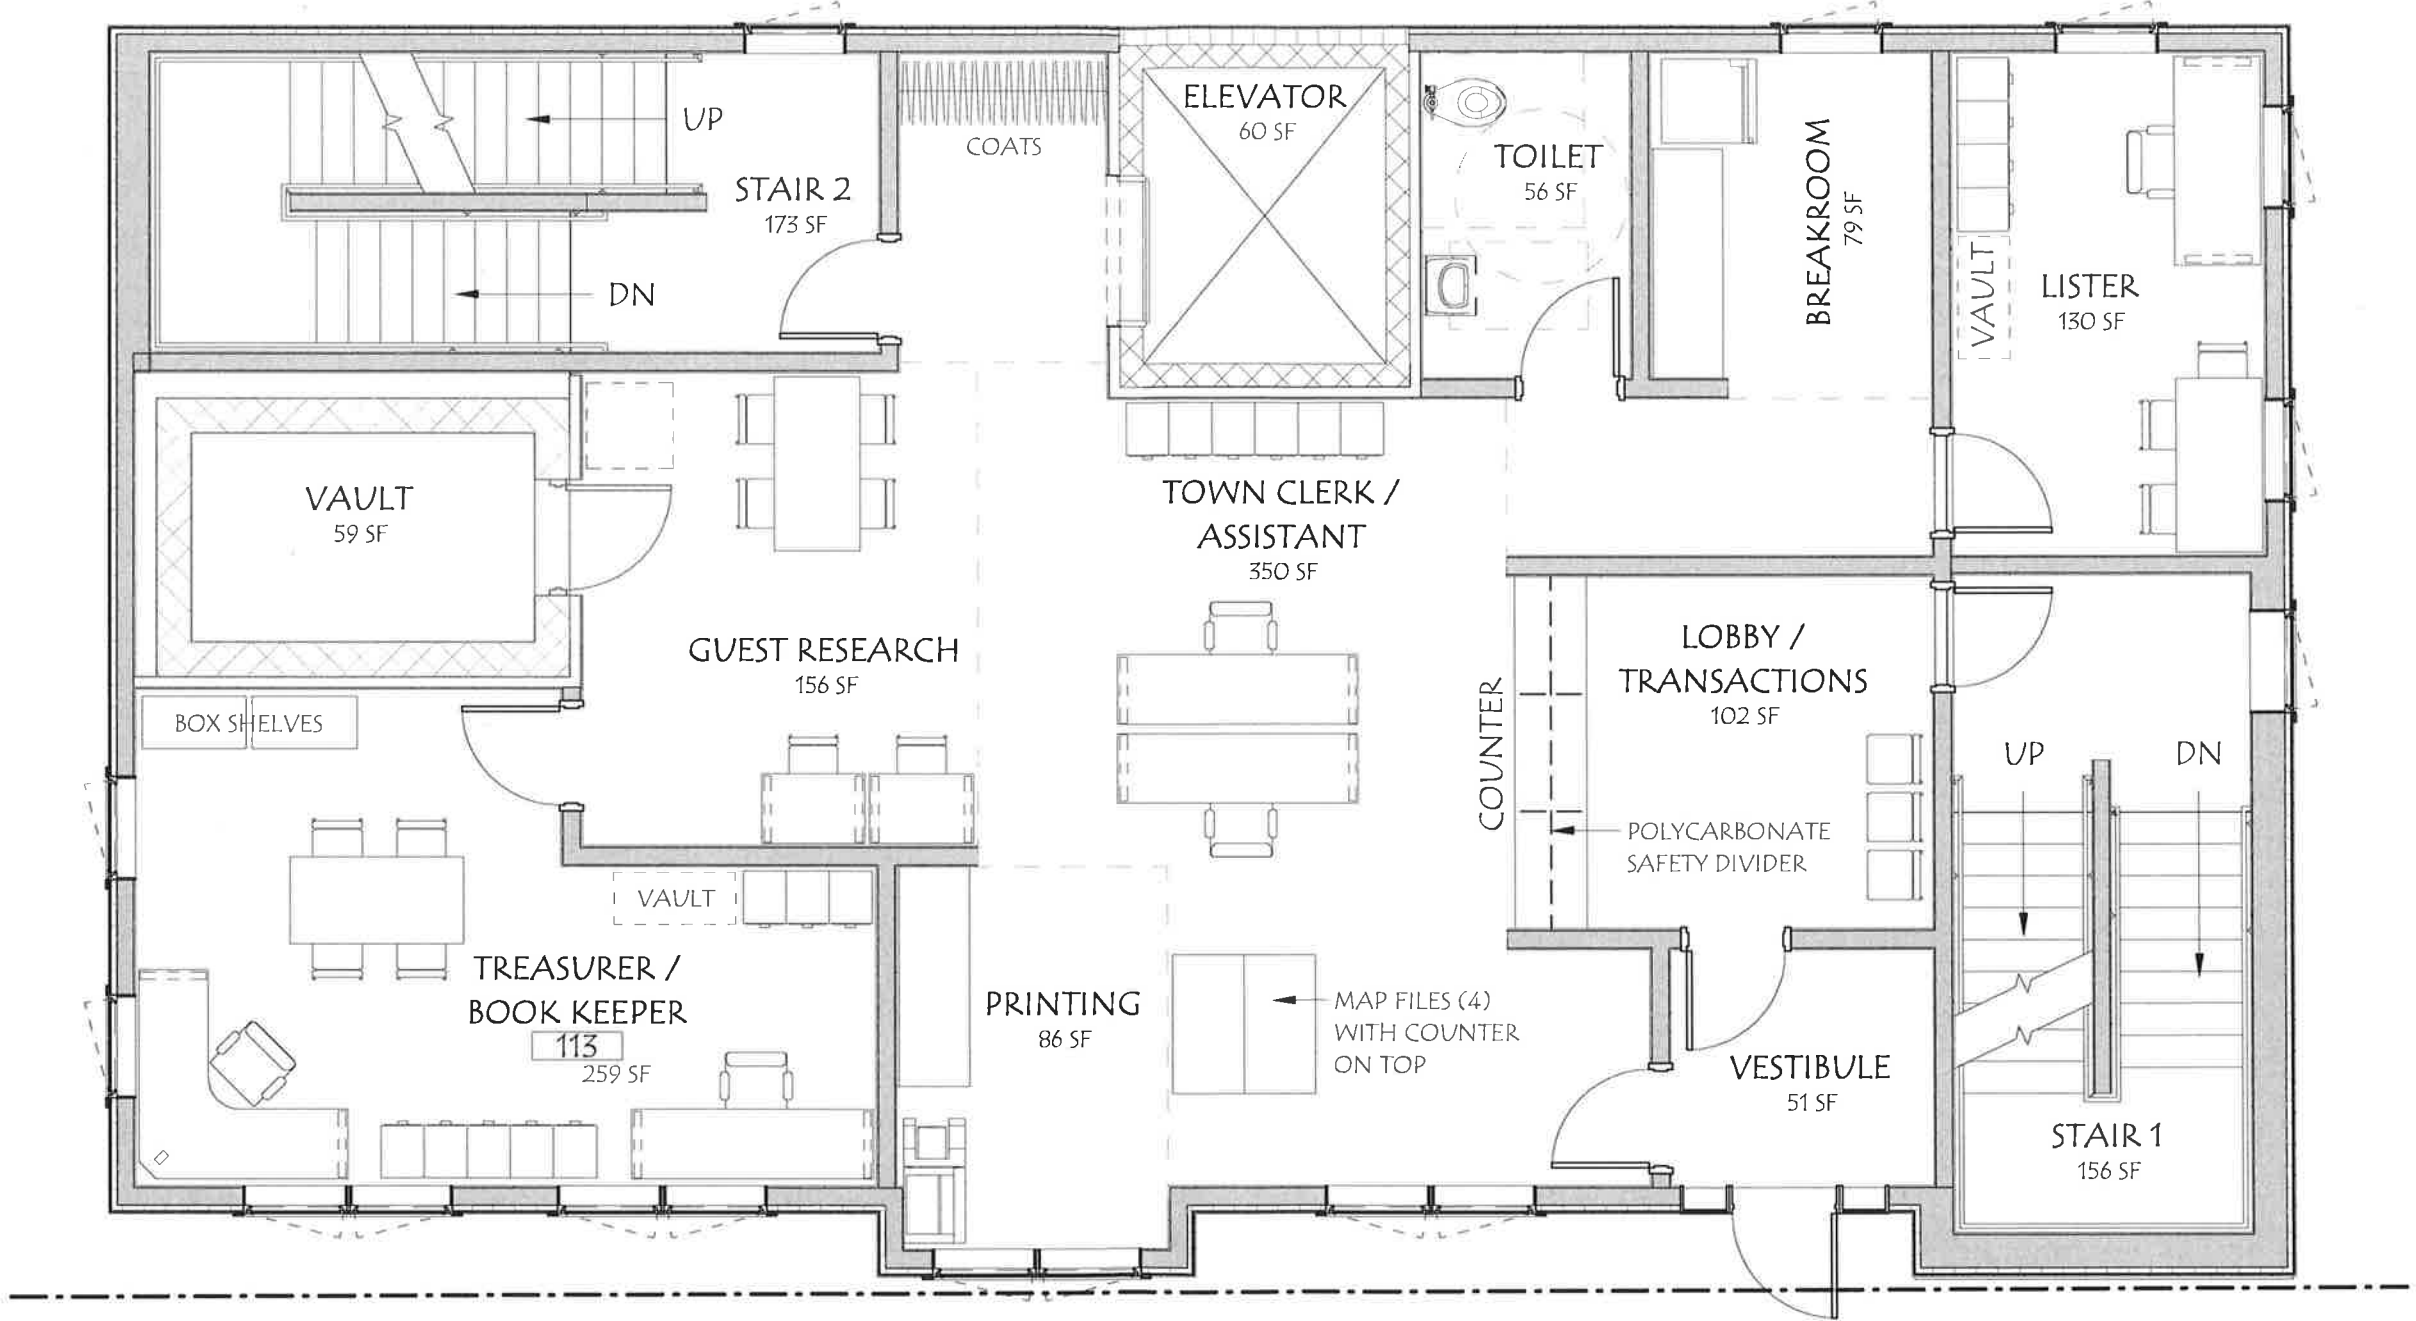 UP
STAIR 2
173 SF
DN
COATS
ELEVATOR
60 SF
TOILET
56 SF
BREAKROOM
79 SF
VAULT
LISTER
130 SF
VAULT
59 SF
TOWN CLERK /
ASSISTANT
350 SF
GUEST RESEARCH
156 SF
COUNTER
LOBBY /
TRANSACTIONS
102 SF
POLYCARBONATE
SAFETY DIVIDER
UP
DN
BOX SHELVES
VAULT
TREASURER /
BOOK KEEPER
113
259 SF
PRINTING
86 SF
MAP FILES (4)
WITH COUNTER
ON TOP
VESTIBULE
51 SF
STAIR 1
156 SF